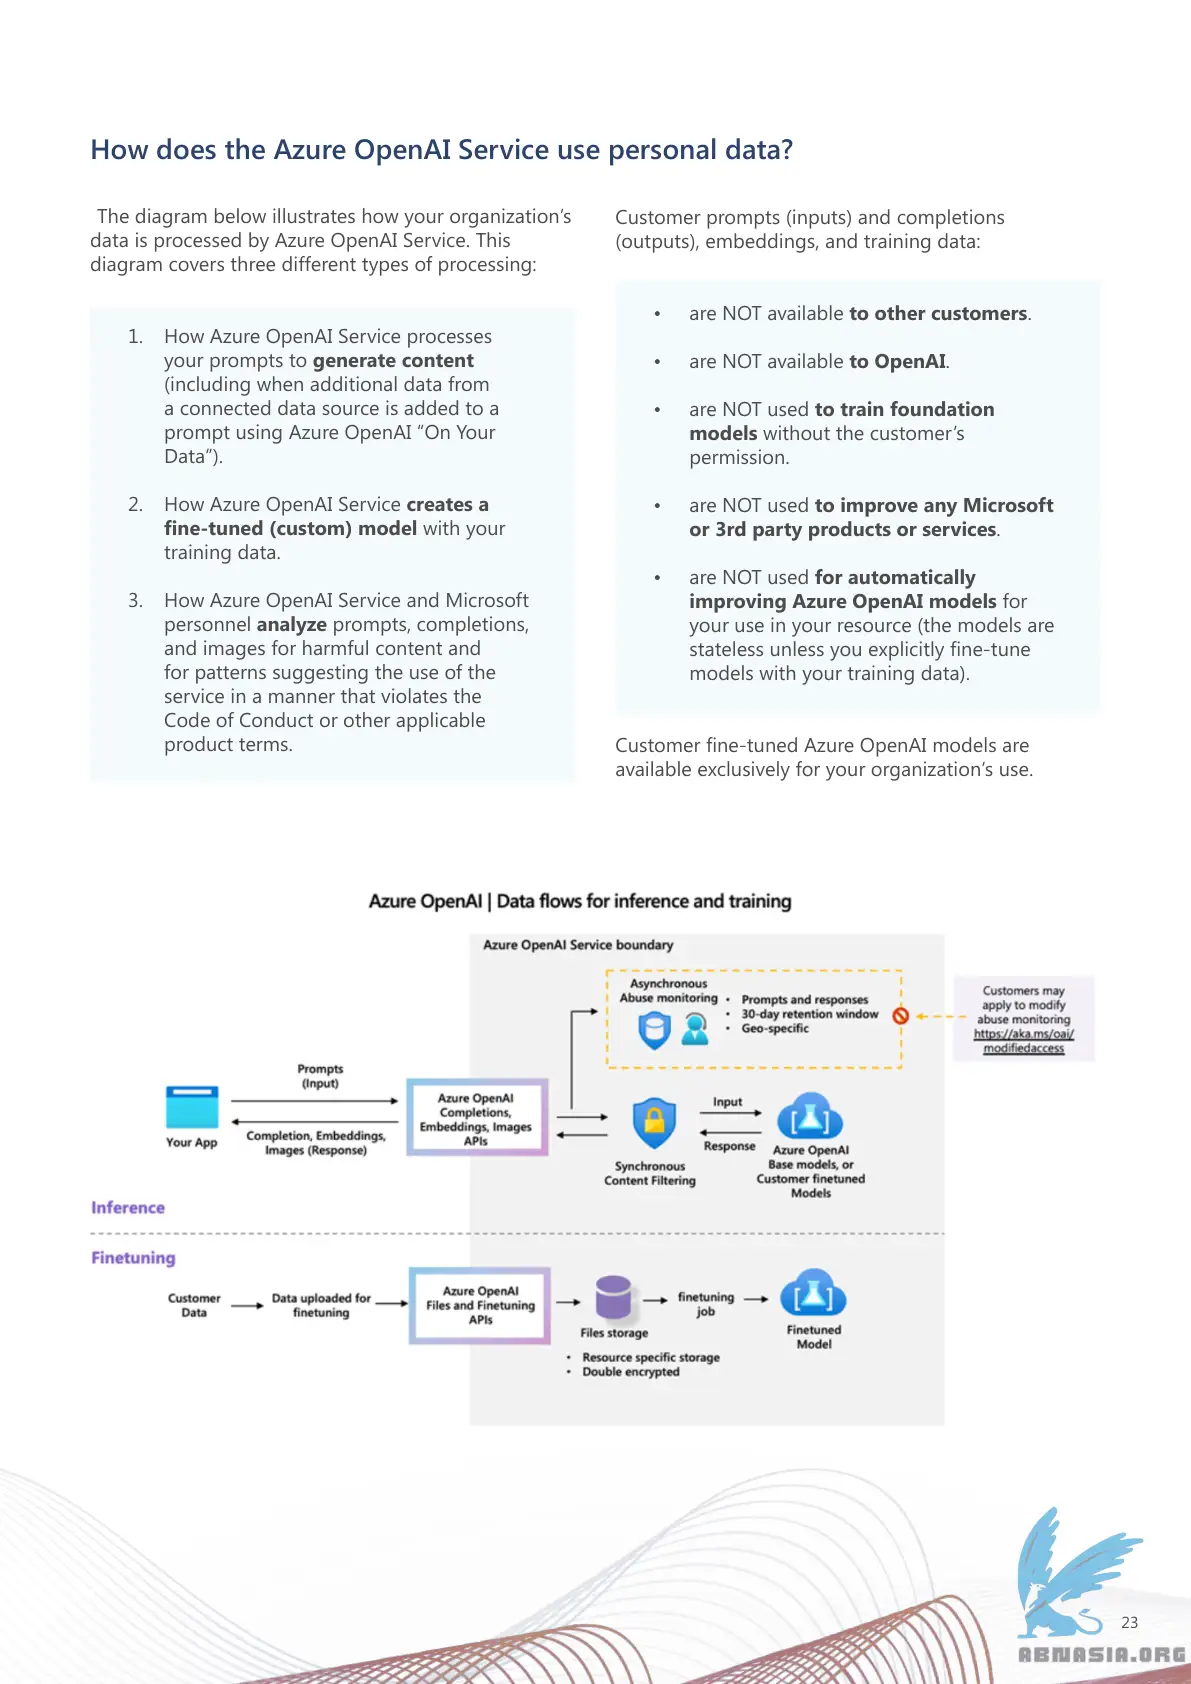 How does the Azure OpenAI Service use personal data?
The diagram below illustrates how your organization’s
data is processed by Azure OpenAI Service. This
diagram covers three different types of processing:
1. How Azure OpenAI Service processes
your prompts to generate content
(including when additional data from
a connected data source is added to a
prompt using Azure OpenAI “On Your
Data”).
2. How Azure OpenAI Service creates a
fine-tuned (custom) model with your
training data.
3. How Azure OpenAI Service and Microsoft
personnel analyze prompts, completions,
and images for harmful content and
for patterns suggesting the use of the
service in a manner that violates the
Code of Conduct or other applicable
product terms.
Customer prompts (inputs) and completions
(outputs), embeddings, and training data:
• are NOT available to other customers.
• are NOT available to OpenAI.
• are NOT used to train foundation
models without the customer’s
permission.
• are NOT used to improve any Microsoft
or 3rd party products or services.
• are NOT used for automatically
improving Azure OpenAI models for
your use in your resource (the models are
stateless unless you explicitly fine-tune
models with your training data).
Customer fine-tuned Azure OpenAI models are
available exclusively for your organization’s use.
Azure OpenAI | Data flows for inference and training
Azure OpenAI Service boundary
Asynchronous
Abuse monitoring
• Prompts and responses
• 30-day retention window
• Geo-specific
Customers may
apply to modify
abuse monitoring
https://aka.ms/oai/
modifiedaccess
Prompts
(Input)
Your App
Completion, Embeddings,
Images (Response)
Azure OpenAI
Completions,
Embeddings, Images
APIs
Synchronous
Content Filtering
Input
Response
Azure OpenAI
Base models, or
Customer finetuned
Models
Inference
Finetuning
Customer
Data
Data uploaded for
finetuning
Azure OpenAI
Files and Finetuning
APIs
Files storage
• Resource specific storage
• Double encrypted
finetuning
job
Finetuned
Model
23
ABNASIA.ORG